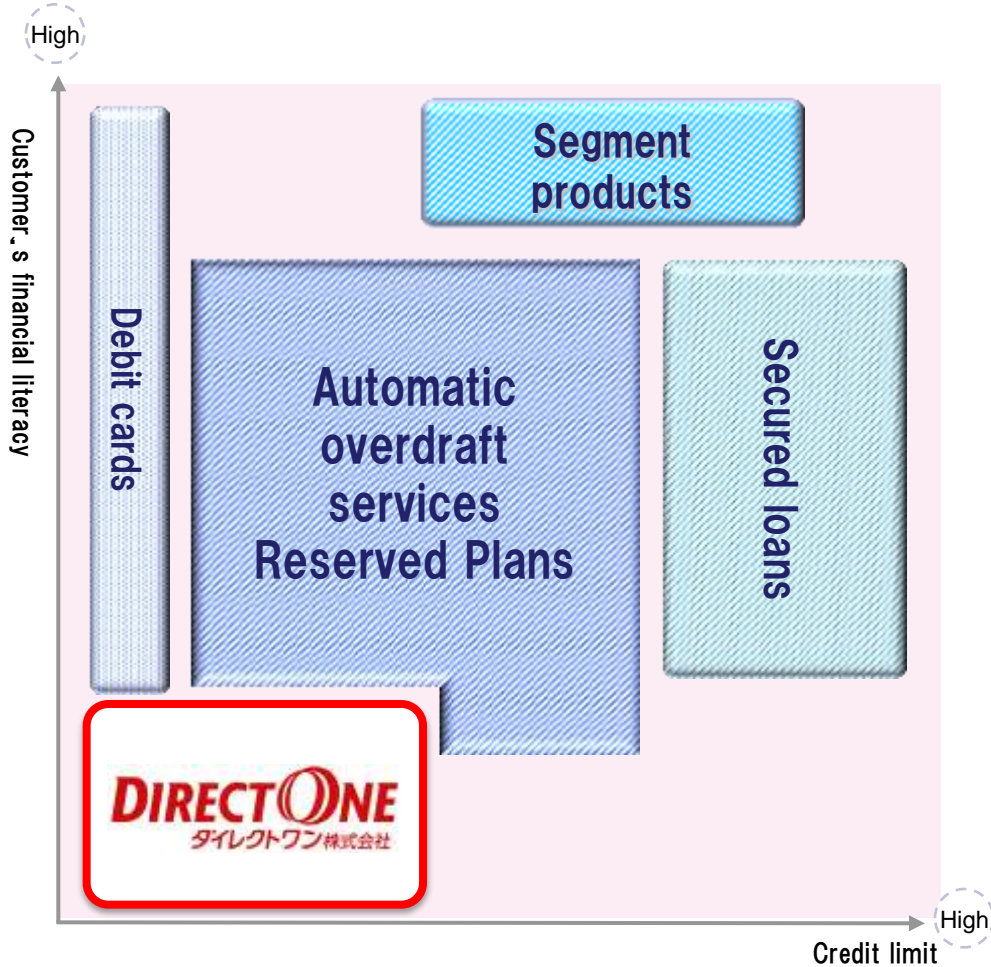 High
Customer、s financial literacy
Segment
products
Debit cards
Automatic
overdraft
services
Reserved Plans
Secured loans
DIRECTONE
ダイレクトワン株式会社
High
Credit limit